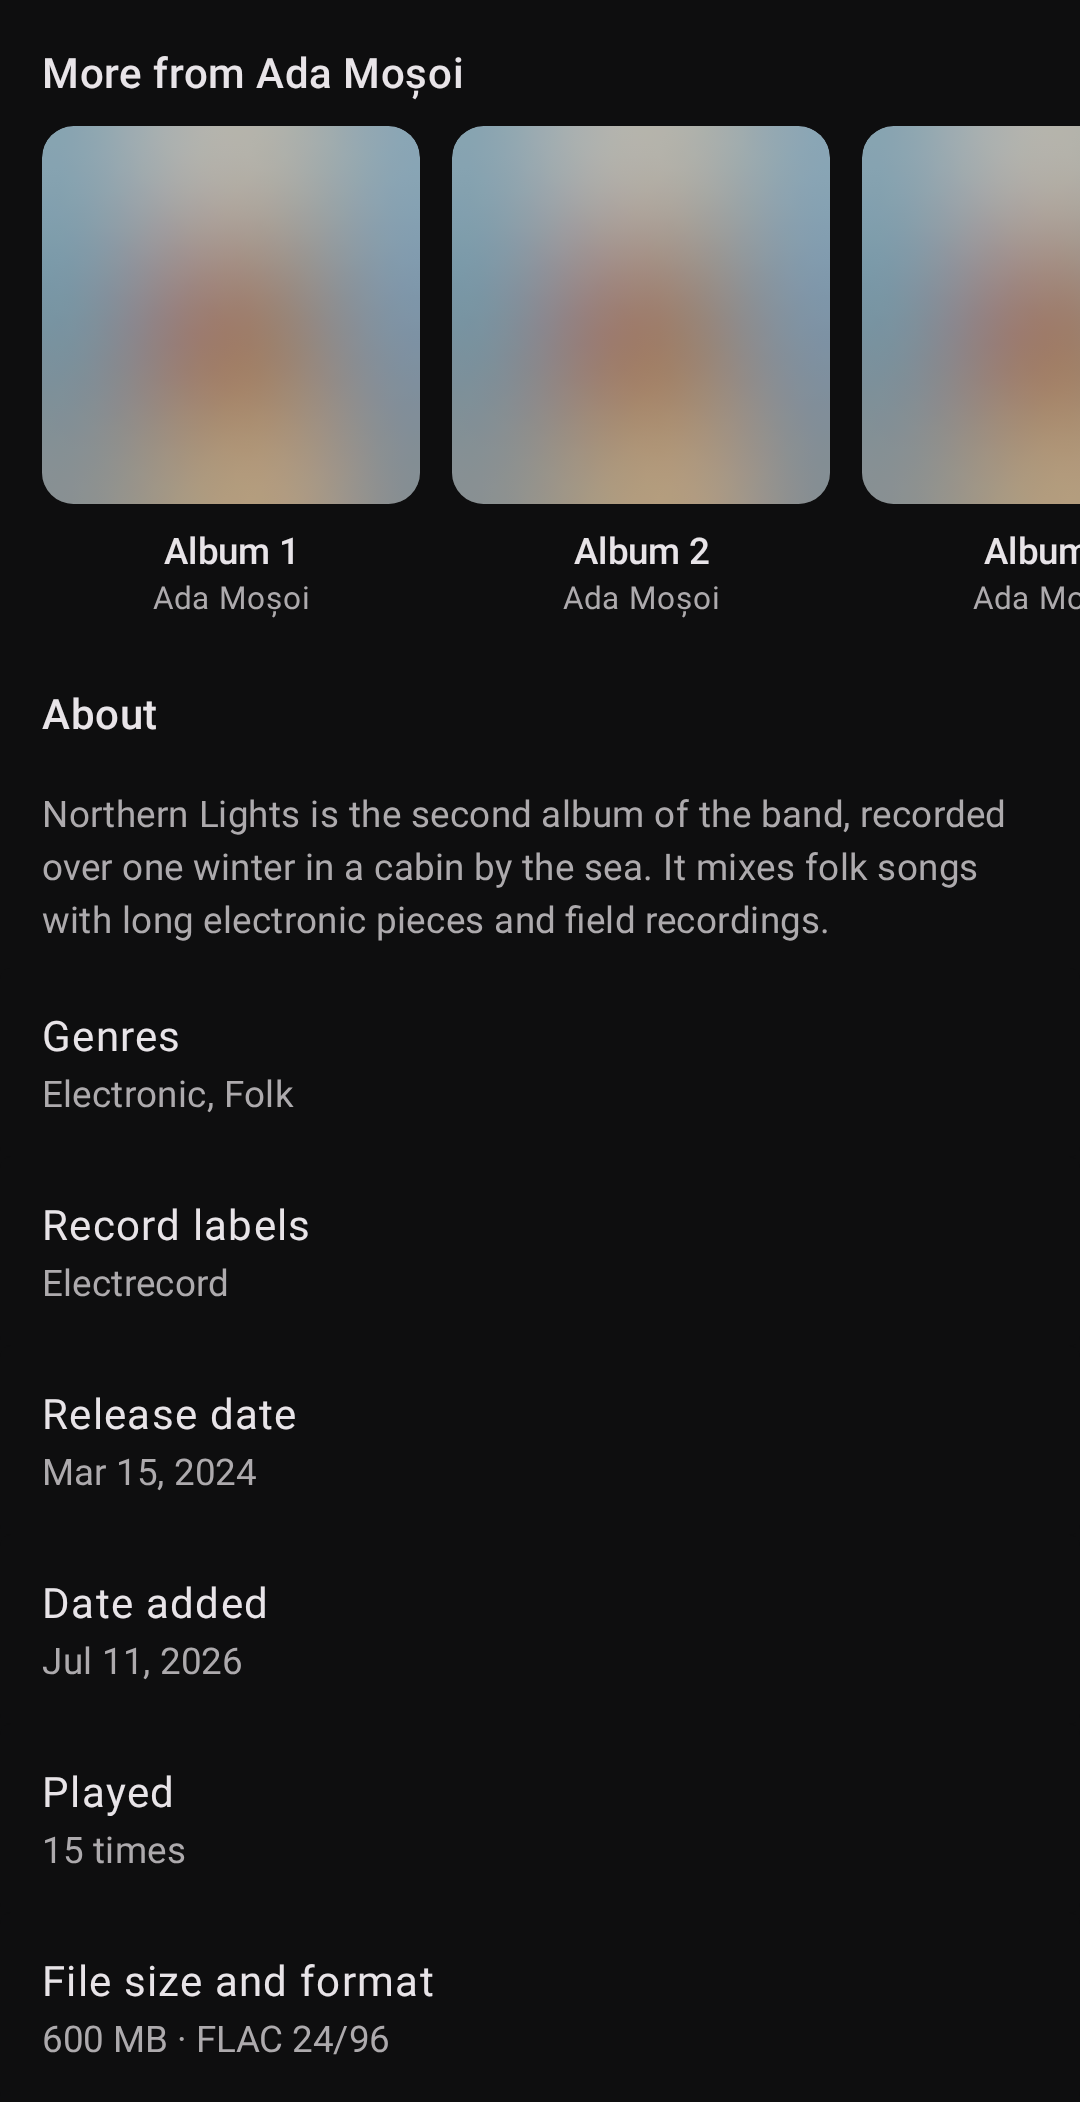 More from Ada Moșoi
Album 1
Ada Moșoi
Album 2
Ada Moșoi
Album
Ada
About
Northern Lights is the second album of the band, recorded
over one winter in a cabin by the sea. It mixes folk songs
with long electronic pieces and field recordings.
Genres
Electronic, Folk
Record labels
Electrecord
Release date
Mar 15, 2024
Date added
Jul 11, 2026
Played
15 times
File size and format
600 MB · FLAC 24/96